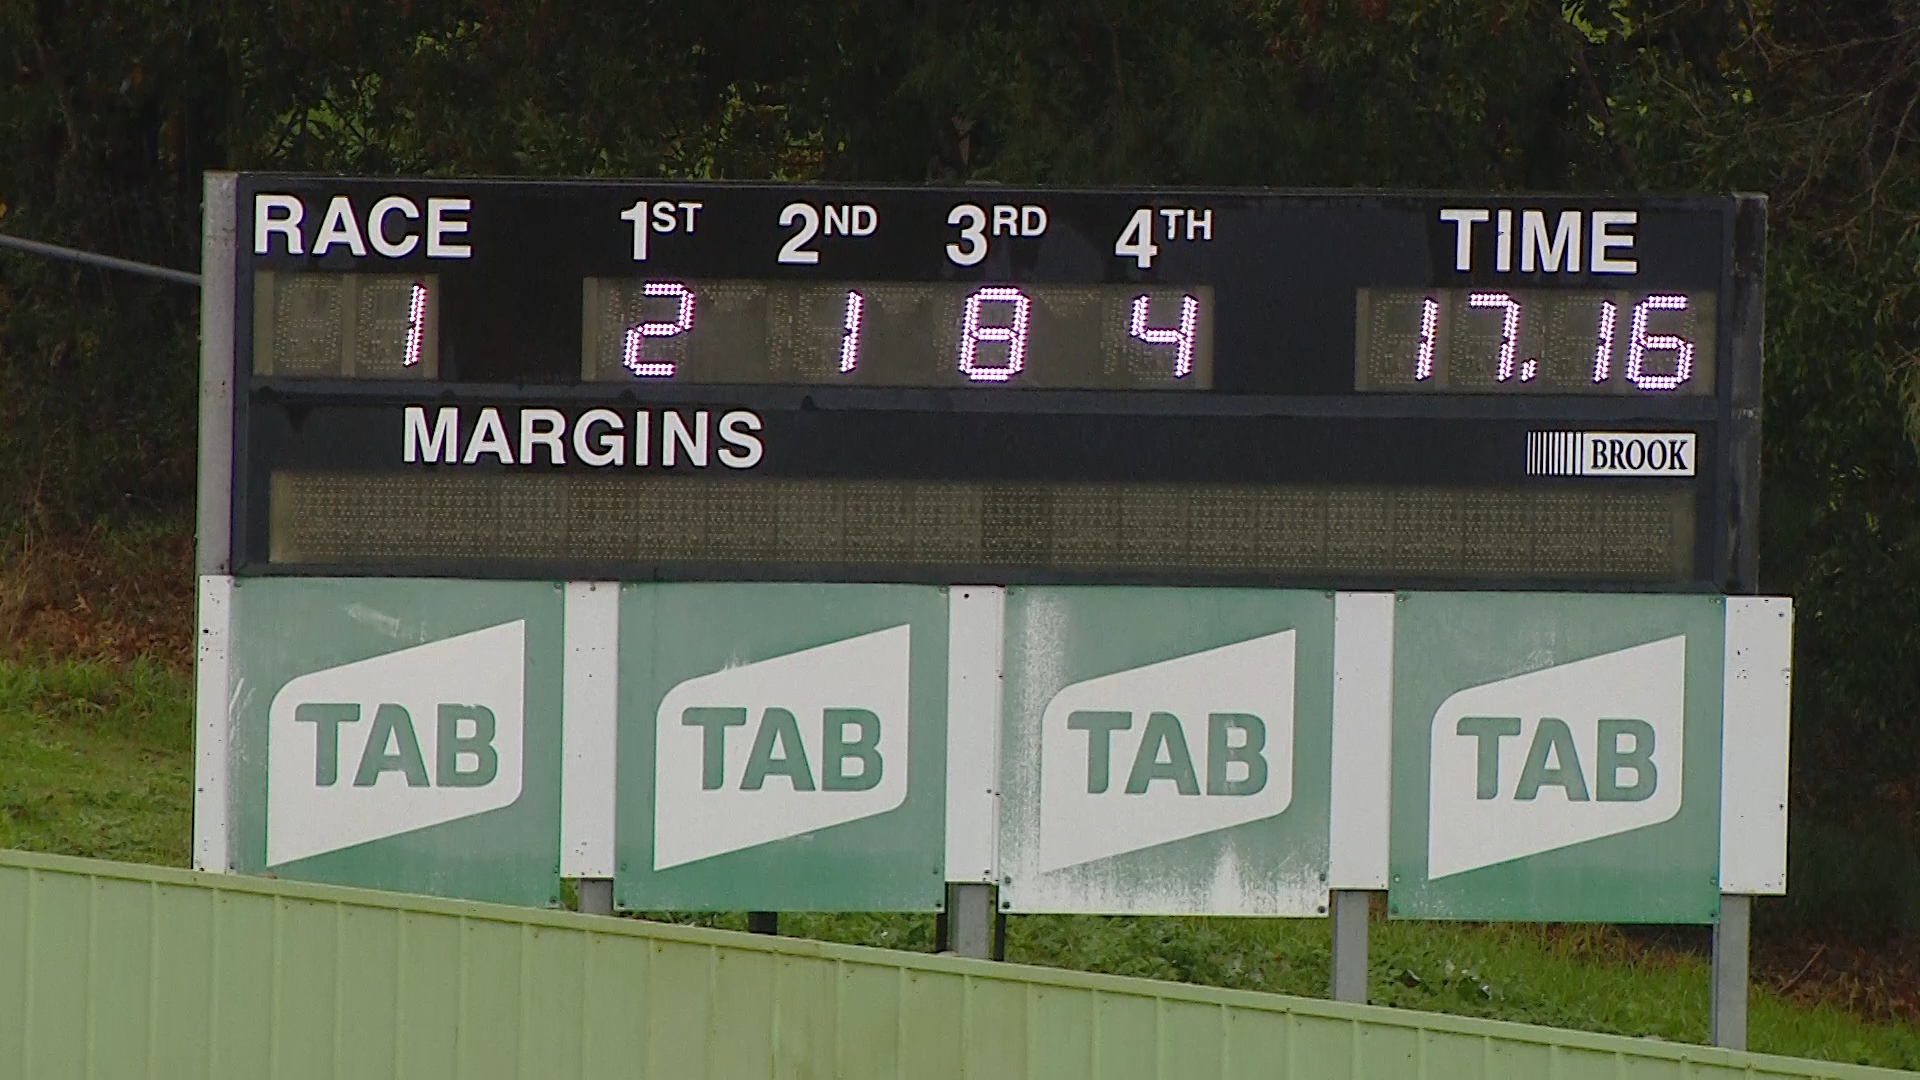 RACE 1ST 2ND 3RD 4TH TIME
1 2 1 8 4 17.16
MARGINS BROOK
TAB TAB TAB TAB